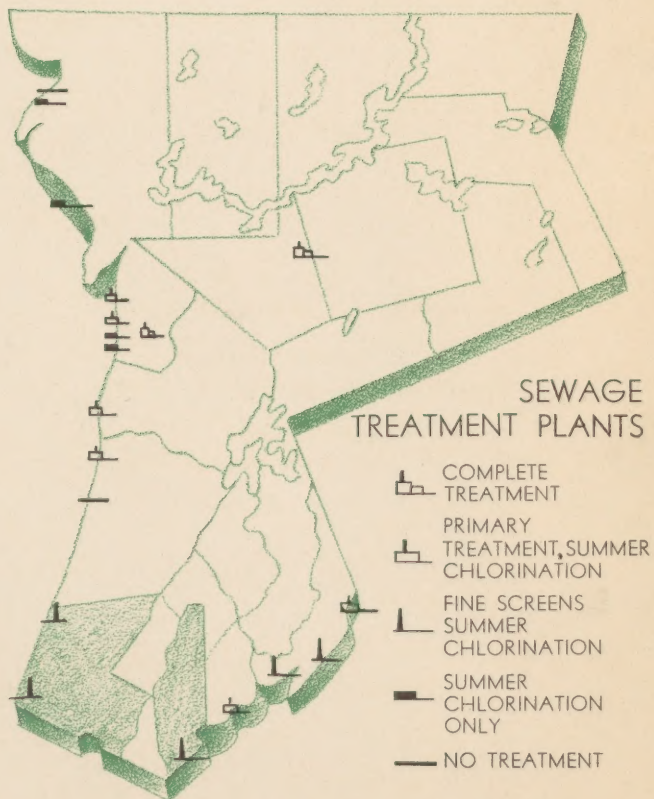 SEWAGE
TREATMENT PLANTS
COMPLETE
TREATMENT
PRIMARY
TREATMENT, SUMMER
CHLORINATION
FINE SCREENS
SUMMER
CHLORINATION
SUMMER
CHLORINATION
ONLY
NO TREATMENT